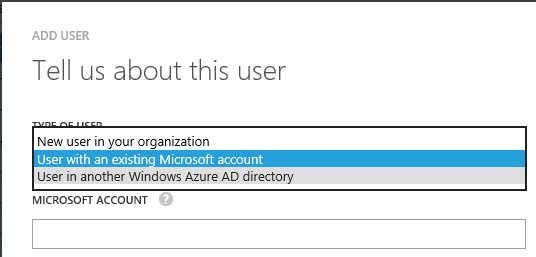 ADD USER
Tell us about this user
TYPE OF USER
New user in your organization
User with an existing Microsoft account
User in another Windows Azure AD directory
MICROSOFT ACCOUNT ?